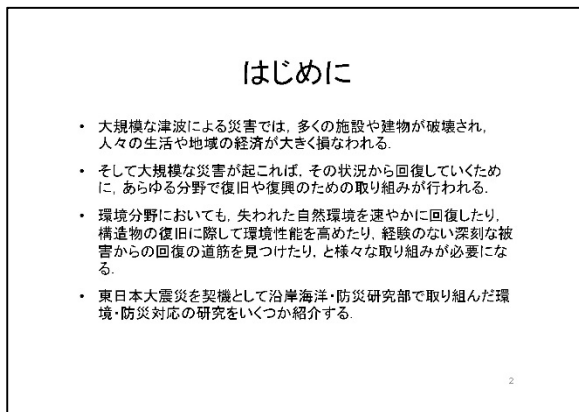 はじめに
• 大規模な津波による災害では，多くの施設や建物が破壊され，
人々の生活や地域の経済が大きく損なわれる．
• そして大規模な災害が起これば，その状況から回復していくため
に，あらゆる分野で復旧や復興のための取り組みが行われる．
• 環境分野においても，失われた自然環境を速やかに回復したり，
構造物の復旧に際して環境性能を高めたり，経験のない深刻な被
害からの回復の道筋を見つけたり，と様々な取り組みが必要にな
る．
• 東日本大震災を契機として沿岸海洋・防災研究部で取り組んだ環
境・防災対応の研究をいくつか紹介する．
2